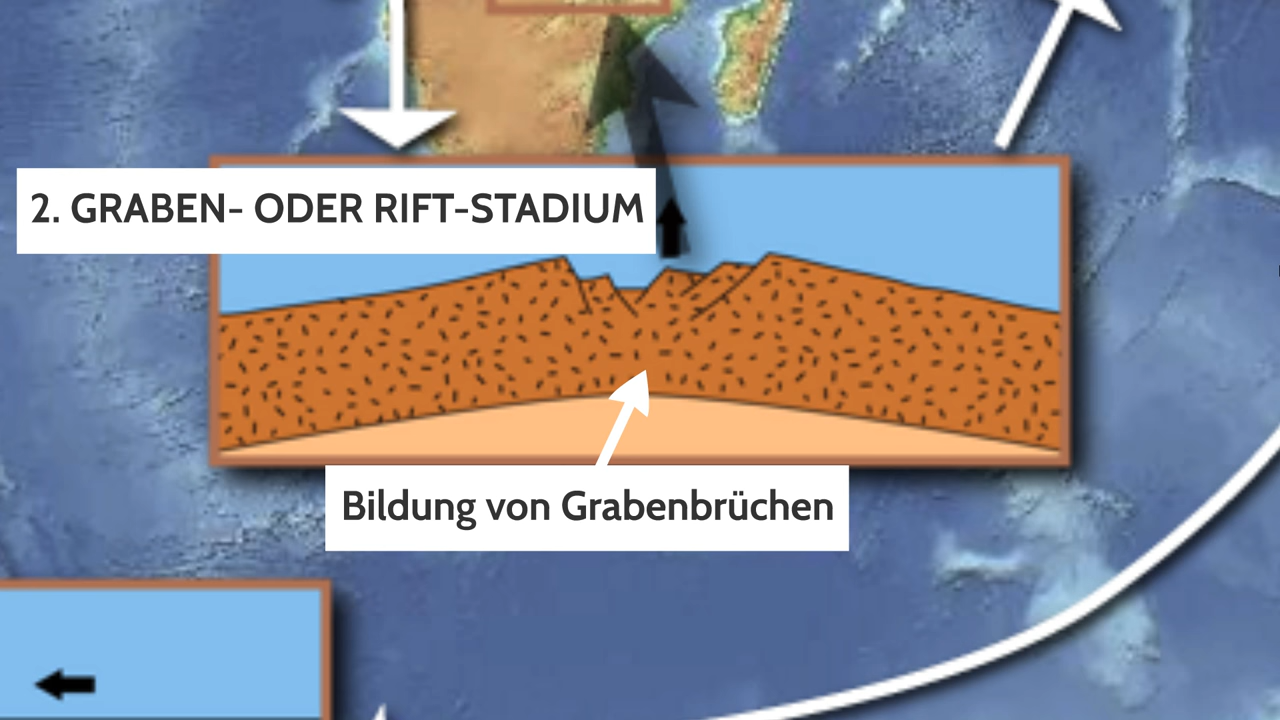 2. GRABEN- ODER RIFT-STADIUM
Bildung von Grabenbrüchen